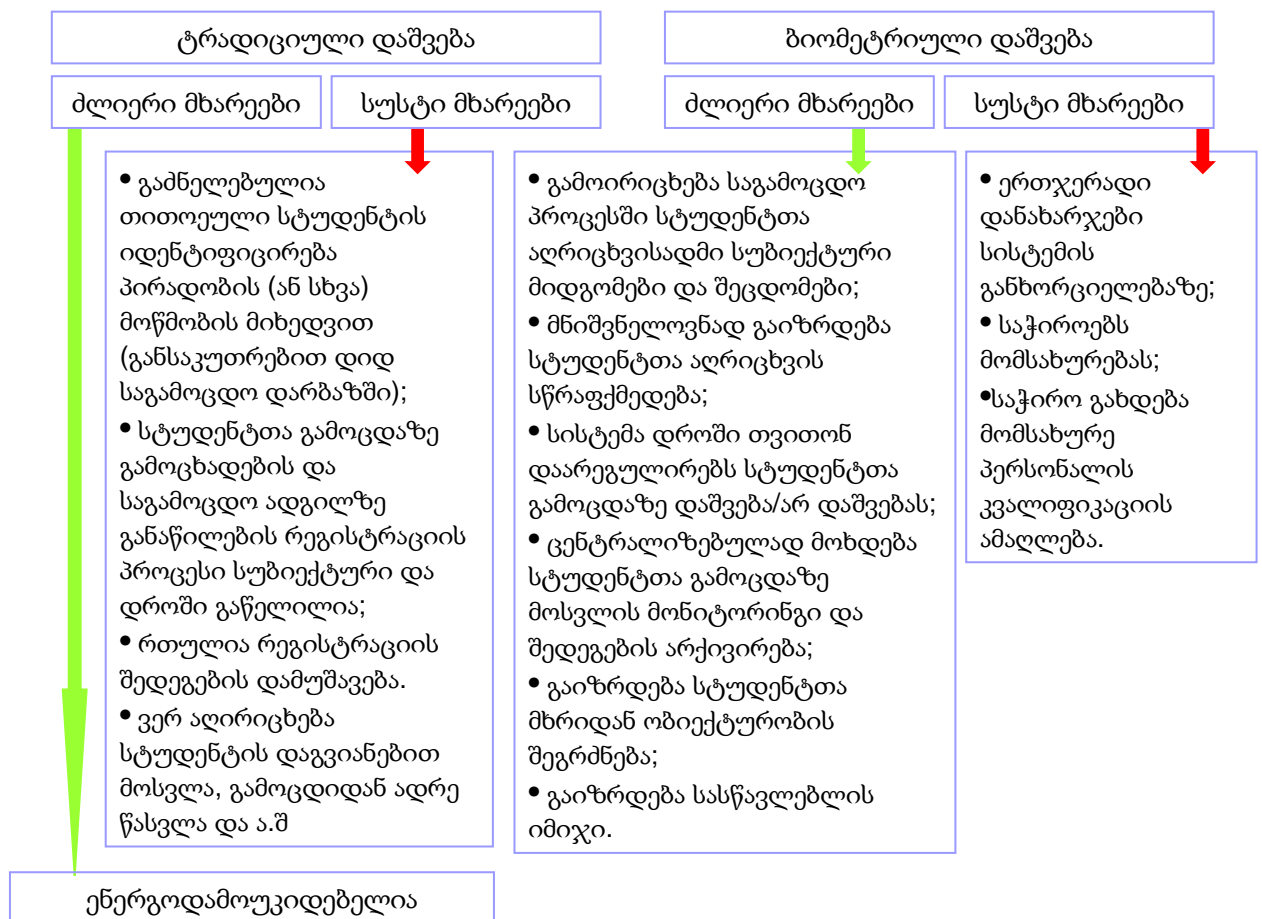 ტრადიციული დაშვება
ბიომეტრიული დაშვება
ძლიერი მხარეები
სუსტი მხარეები
ძლიერი მხარეები
სუსტი მხარეები
• გაძნელებულია
თითოეული სტუდენტის
იდენტიფიცირება
პირადობის (ან სხვა)
მოწმობის მიხედვით
(განსაკუთრებით დიდ
საგამოცდო დარბაზში);
• სტუდენტთა გამოცდაზე
გამოცხადების და
საგამოცდო ადგილზე
განაწილების რეგისტრაციის
პროცესი სუბიექტური და
დროში გაწელილია;
• რთულია რეგისტრაციის
შედეგების დამუშავება.
• ვერ აღირიცხება
სტუდენტის დაგვიანებით
მოსვლა, გამოცდიდან ადრე
წასვლა და ა.შ
• გამოირიცხება საგამოცდო
პროცესში სტუდენტთა
აღრიცხვისადმი სუბიექტური
მიდგომები და შეცდომები;
• მნიშვნელოვნად გაიზრდება
სტუდენტთა აღრიცხვის
სწრაფქმედება;
• სისტემა დროში თვითონ
დაარეგულირებს სტუდენტთა
გამოცდაზე დაშვება/არ დაშვებას;
• ცენტრალიზებულად მოხდება
სტუდენტთა გამოცდაზე
მოსვლის მონიტორინგი და
შედეგების არქივირება;
• გაიზრდება სტუდენტთა
მხრიდან ობიექტურობის
შეგრძნება;
• გაიზრდება სასწავლებლის
იმიჯი.
• ერთჯერადი
დანახარჯები
სისტემის
განხორციელებაზე;
• საჭიროებს
მომსახურებას;
•საჭირო გახდება
მომსახურე
პერსონალის
კვალიფიკაციის
ამაღლება.
ენერგოდამოუკიდებელია